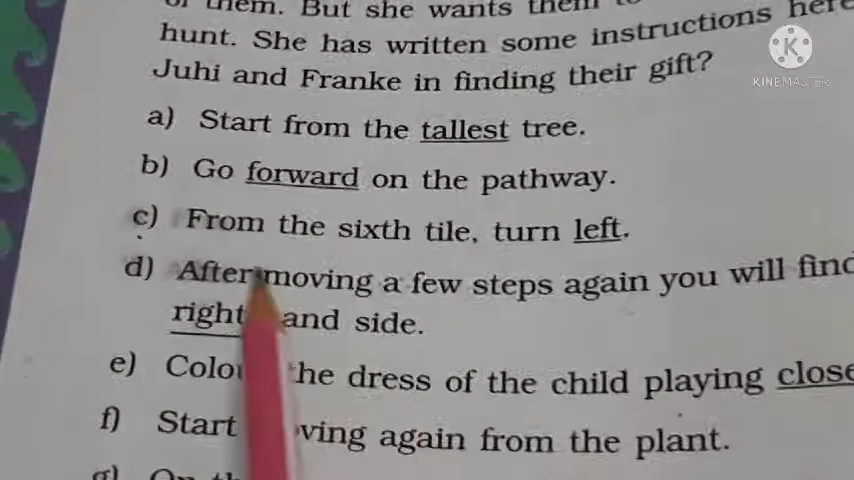 of them. But she wants them
hunt. She has written some instructions here
Juhi and Franke in finding their gift?
a) Start from the tallest tree.
b) Go forward on the pathway.
c) From the sixth tile, turn left.
d) After moving a few steps again you will find
right and side.
e) the dress of the child playing close
f) Start again from the plant.
g) On
K
KINEMASTER